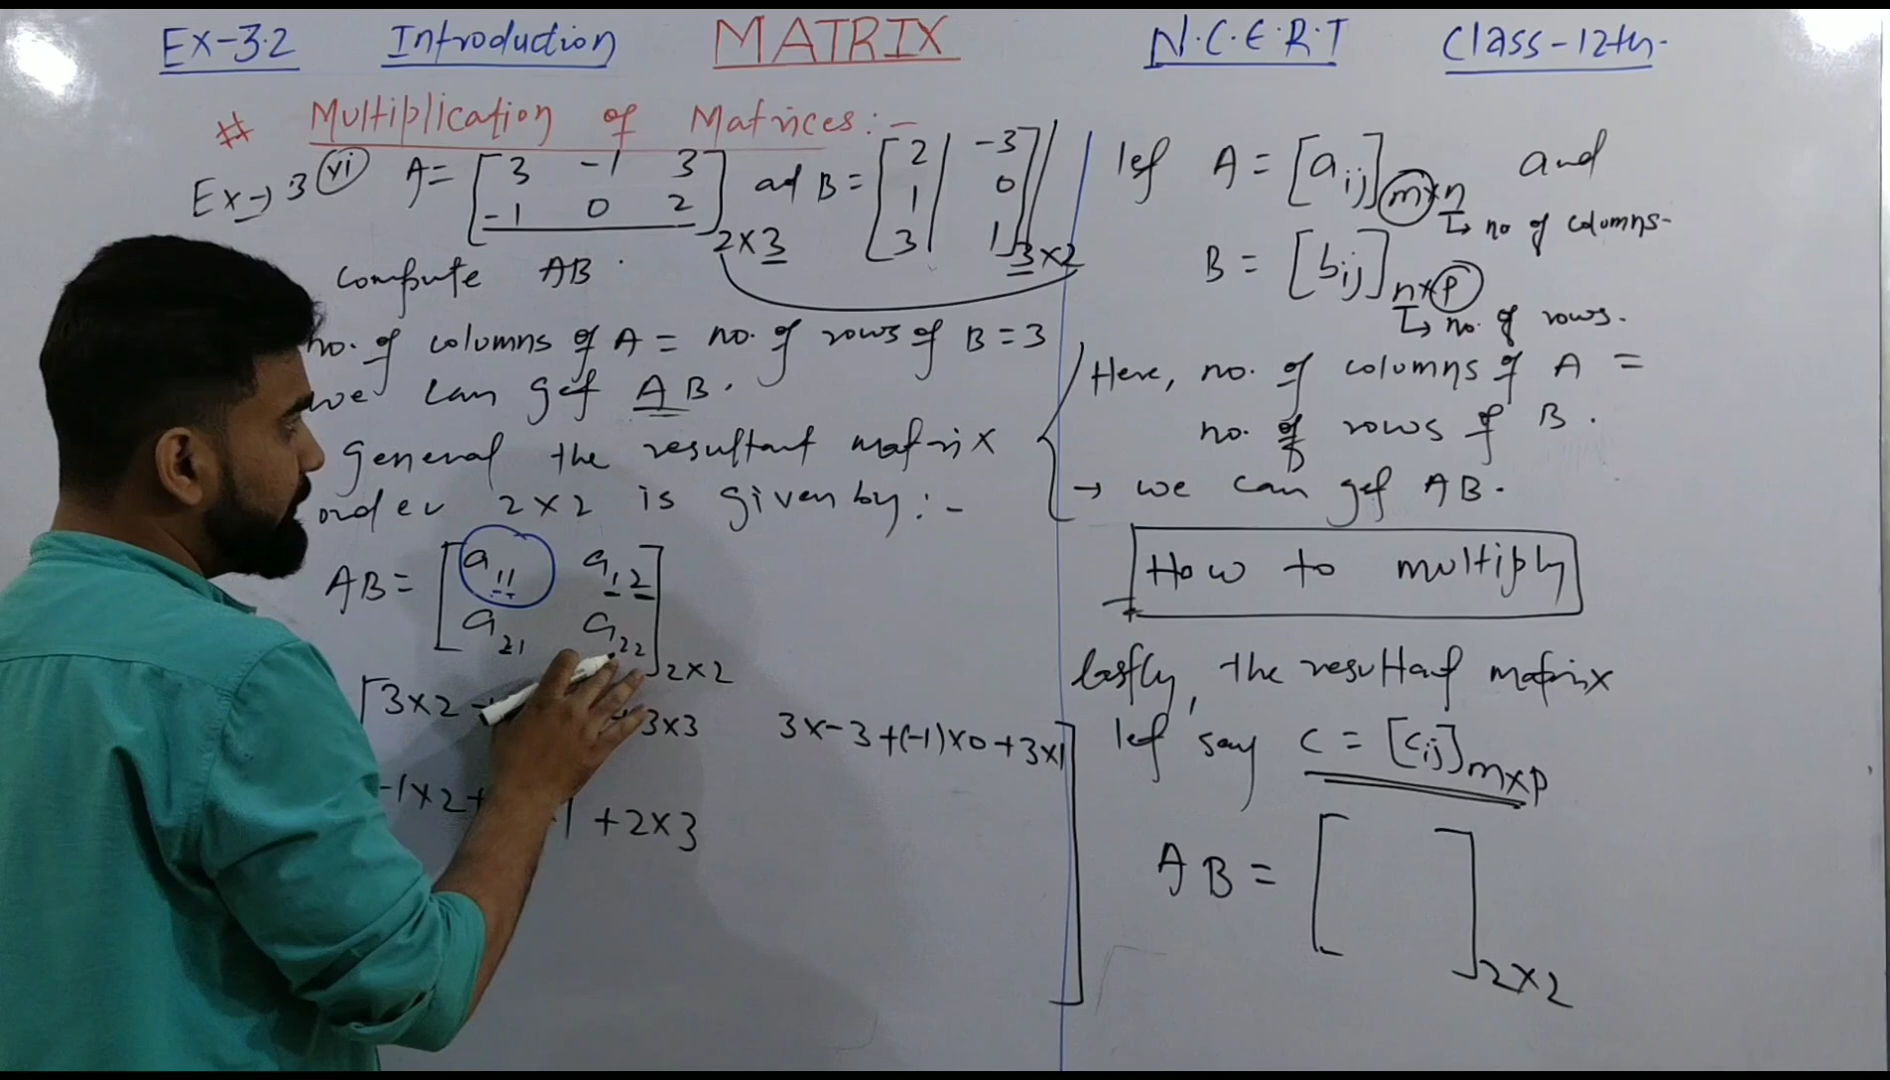 Ex-3.2 Introduction MATRIX N.C.E.R.T Class-12th.
# Multiplication of Matrices:-
Ex→ 3 (vi) A = [3 -1 3
-1 0 2] 2×3 ad B = [2 -3
1 0
3 1] 3×2
compute AB.
no. of columns of A = no. of rows of B = 3
we can get AB.
general the resultant matrix
order 2×2 is given by:-
AB = [a11 a12
a21 a22] 2×2
[3×2 + 3×3 3×-3+(-1)×0+3×1]
-1×2+ 1 +2×3
let A = [aij] m×n and
↳ no of columns-
B = [bij] n×p
↳ no. of rows.
Here, no. of columns of A =
no. of rows of B.
→ we can get AB.
How to multiply
lastly, the resultant matrix
let say C = [cij] m×p
AB = [ ] 2×2